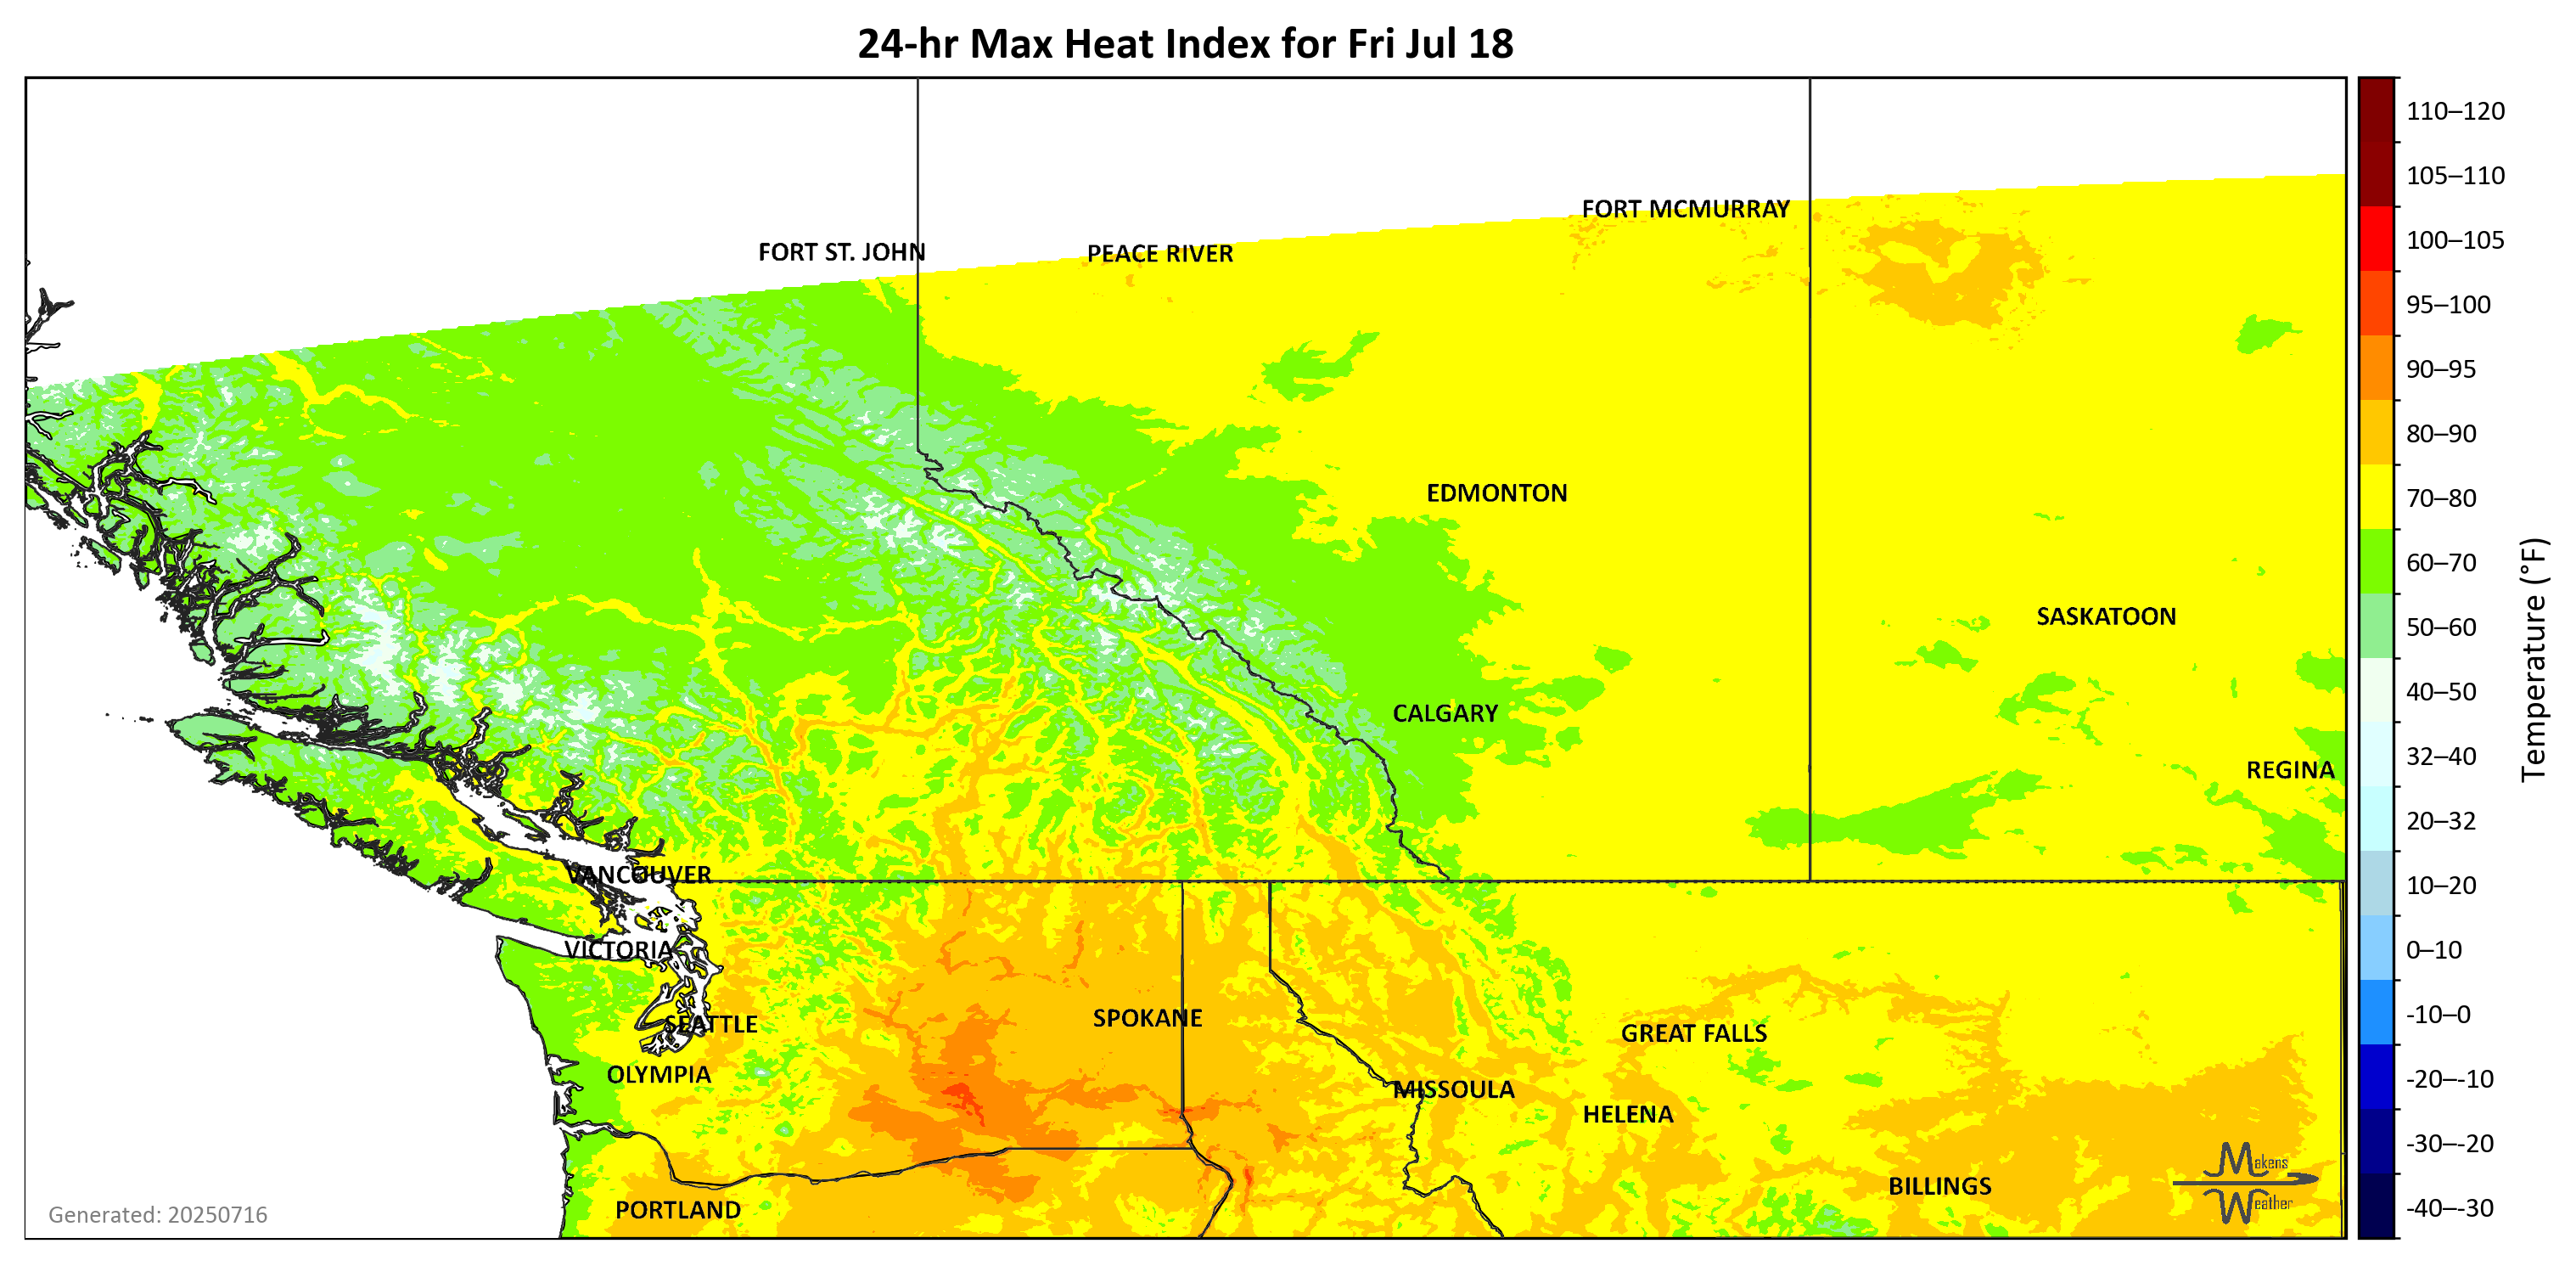 24-hr Max Heat Index for Fri Jul 18
110–120
105–110
FORT MCMURRAY
100–105
FORT ST. JOHN
PEACE RIVER
95–100
90–95
80–90
EDMONTON
70–80
60–70
SASKATOON
50–60
40–50
CALGARY
32–40
REGINA
Temperature (°F)
20–32
VANCOUVER
10–20
VICTORIA
0–10
SEATTLE
SPOKANE
GREAT FALLS
-10–0
OLYMPIA
MISSOULA
-20–-10
HELENA
-30–-20
Makens
Weather
BILLINGS
PORTLAND
-40–-30
Generated: 20250716